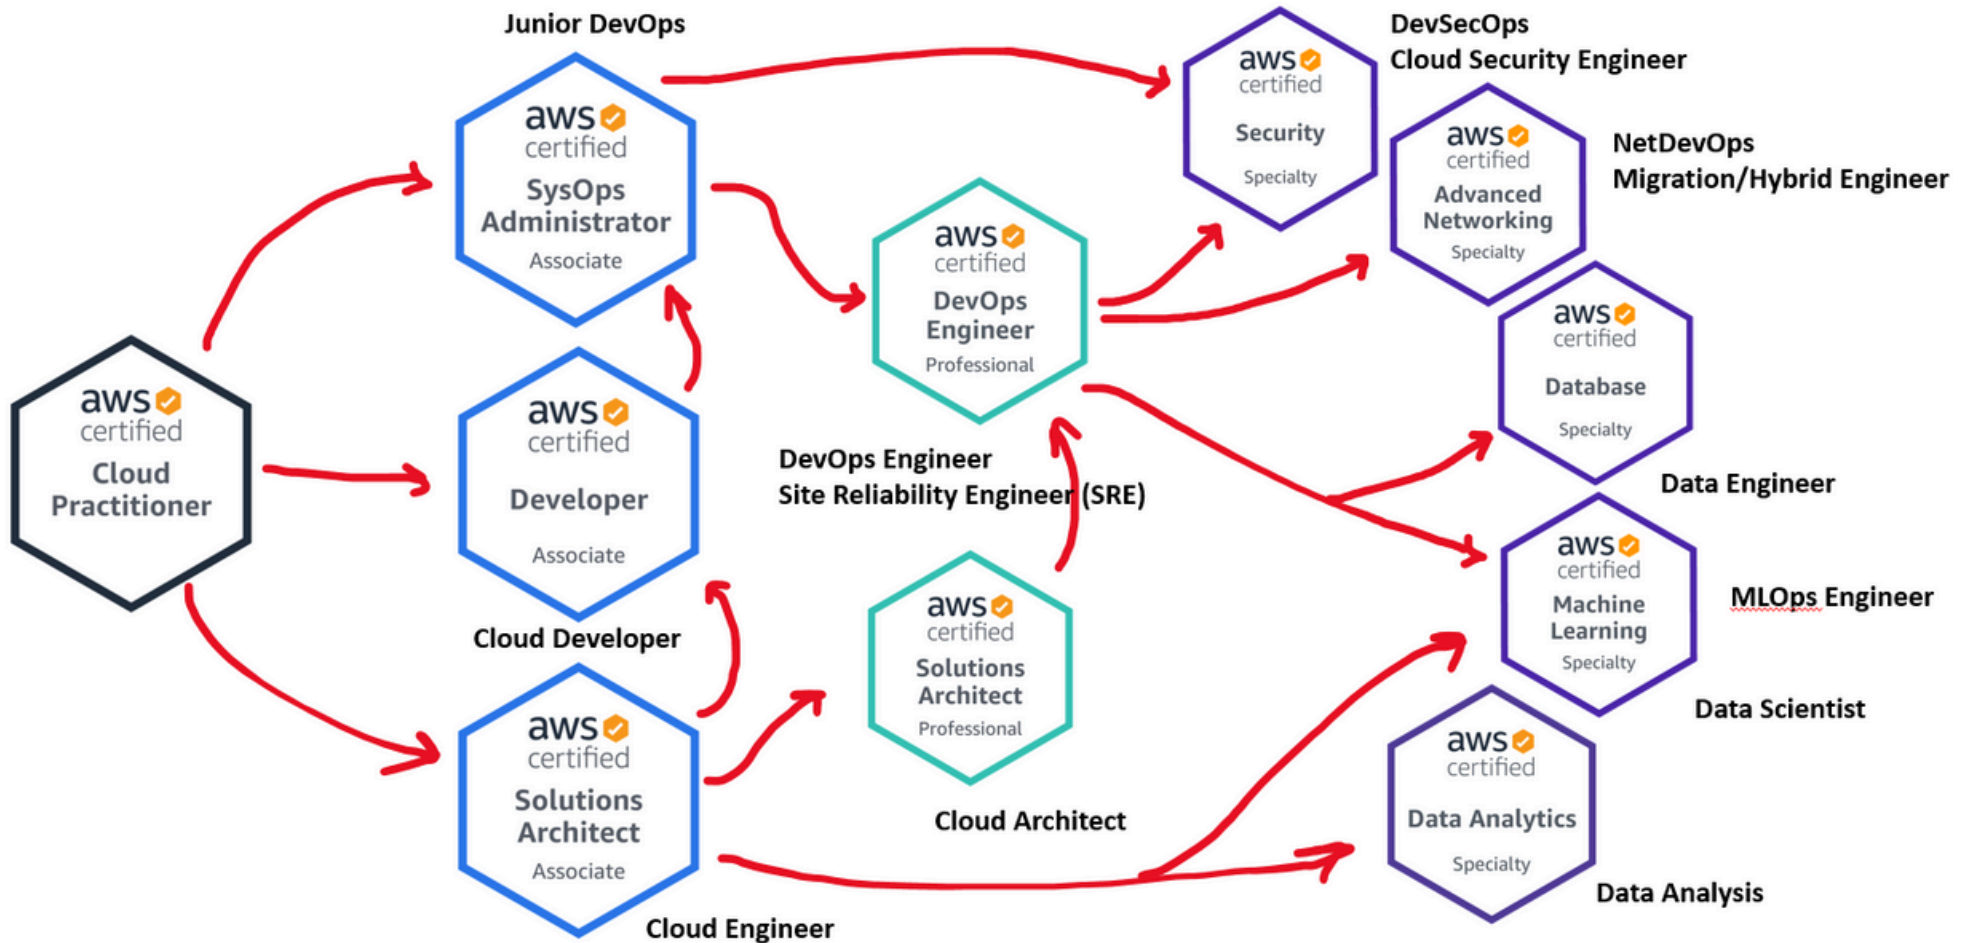 Junior DevOps
aws
certified
SysOps
Administrator
Associate
aws
certified
Cloud
Practitioner
aws
certified
Developer
Associate
Cloud Developer
aws
certified
Solutions
Architect
Associate
Cloud Engineer
aws
certified
DevOps
Engineer
Professional
DevOps Engineer
Site Reliability Engineer (SRE)
aws
certified
Solutions
Architect
Professional
Cloud Architect
aws
certified
Security
Specialty
DevSecOps
Cloud Security Engineer
aws
certified
Advanced
Networking
Specialty
NetDevOps
Migration/Hybrid Engineer
aws
certified
Database
Specialty
Data Engineer
aws
certified
Machine
Learning
Specialty
MLOps Engineer
Data Scientist
aws
certified
Data Analytics
Specialty
Data Analysis